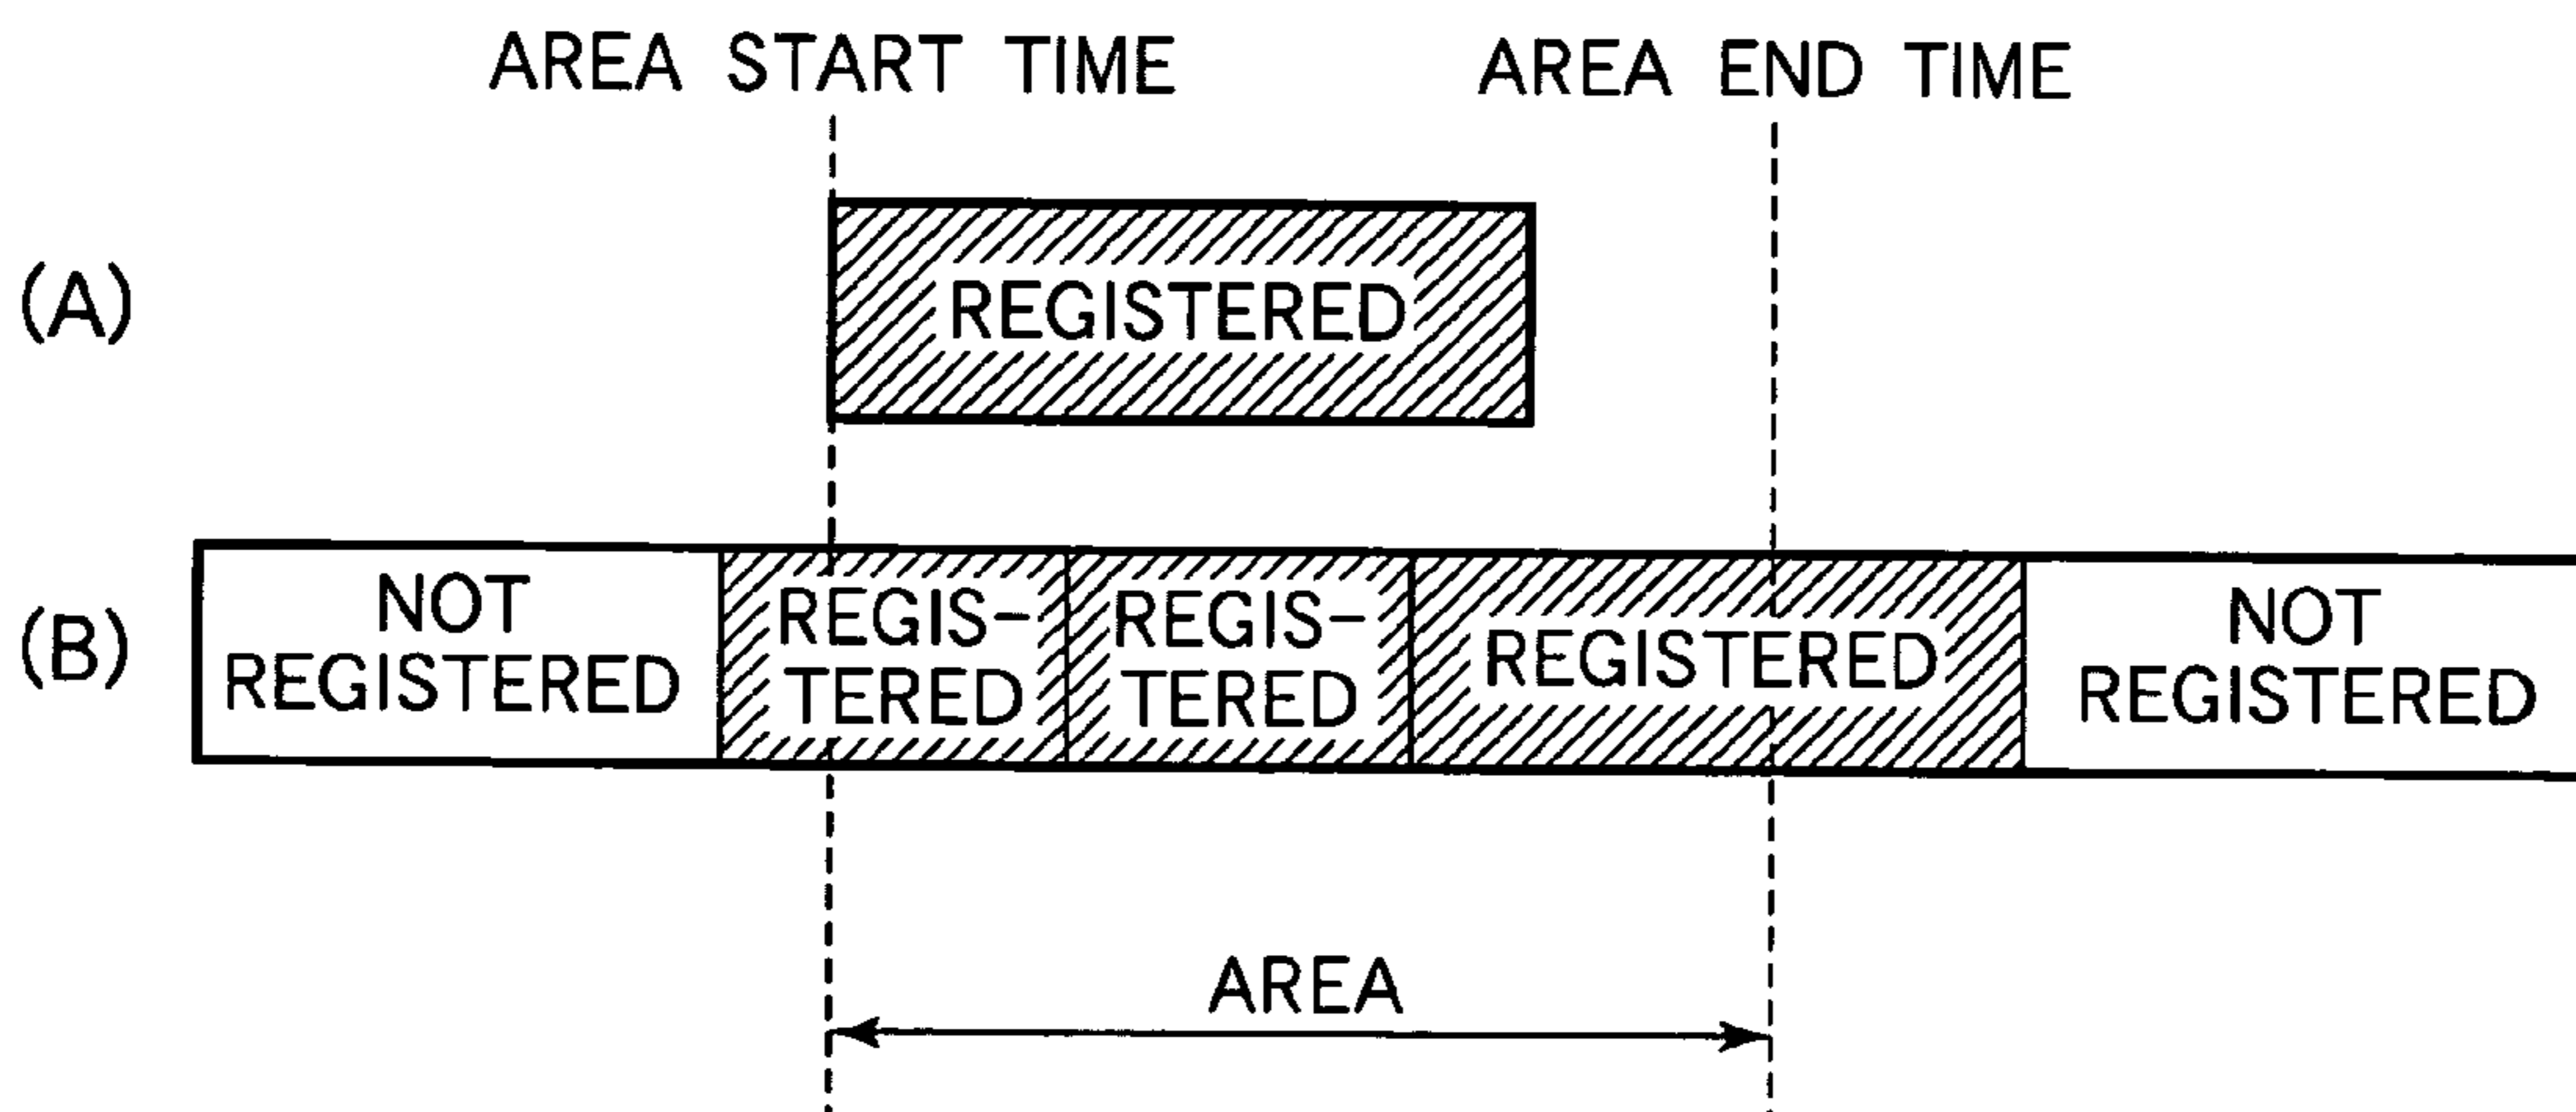 AREA START TIME
AREA END TIME
(A)
REGISTERED
(B)
NOT
REGISTERED
REGIS-
TERED
REGIS-
TERED
REGISTERED
NOT
REGISTERED
AREA